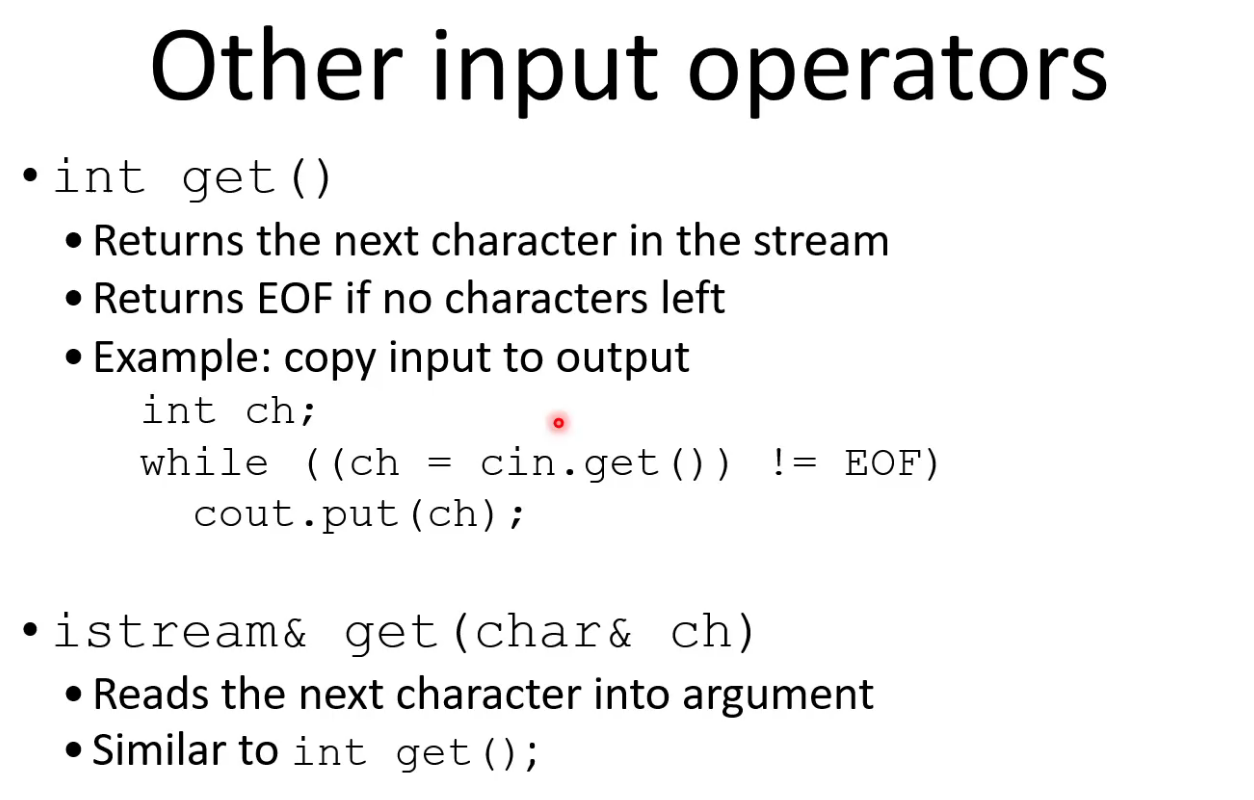 Other input operators
• int get()
• Returns the next character in the stream
• Returns EOF if no characters left
• Example: copy input to output
int ch;
while ((ch = cin.get()) != EOF)
cout.put(ch);
• istream& get(char& ch)
• Reads the next character into argument
• Similar to int get();